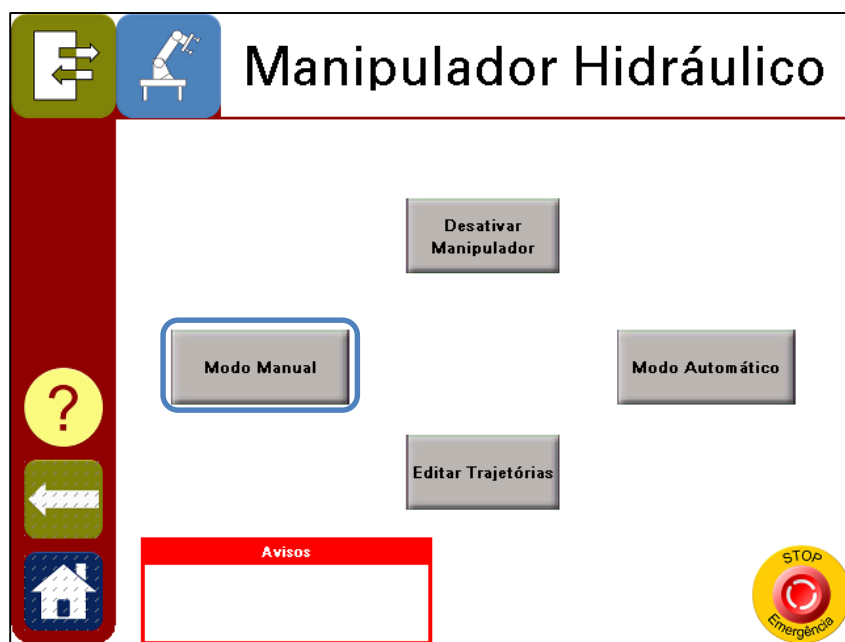 Manipulador Hidráulico
Desativar
Manipulador
Modo Manual
Modo Automático
?
Editar Trajetórias
Avisos
STOP
Emergência